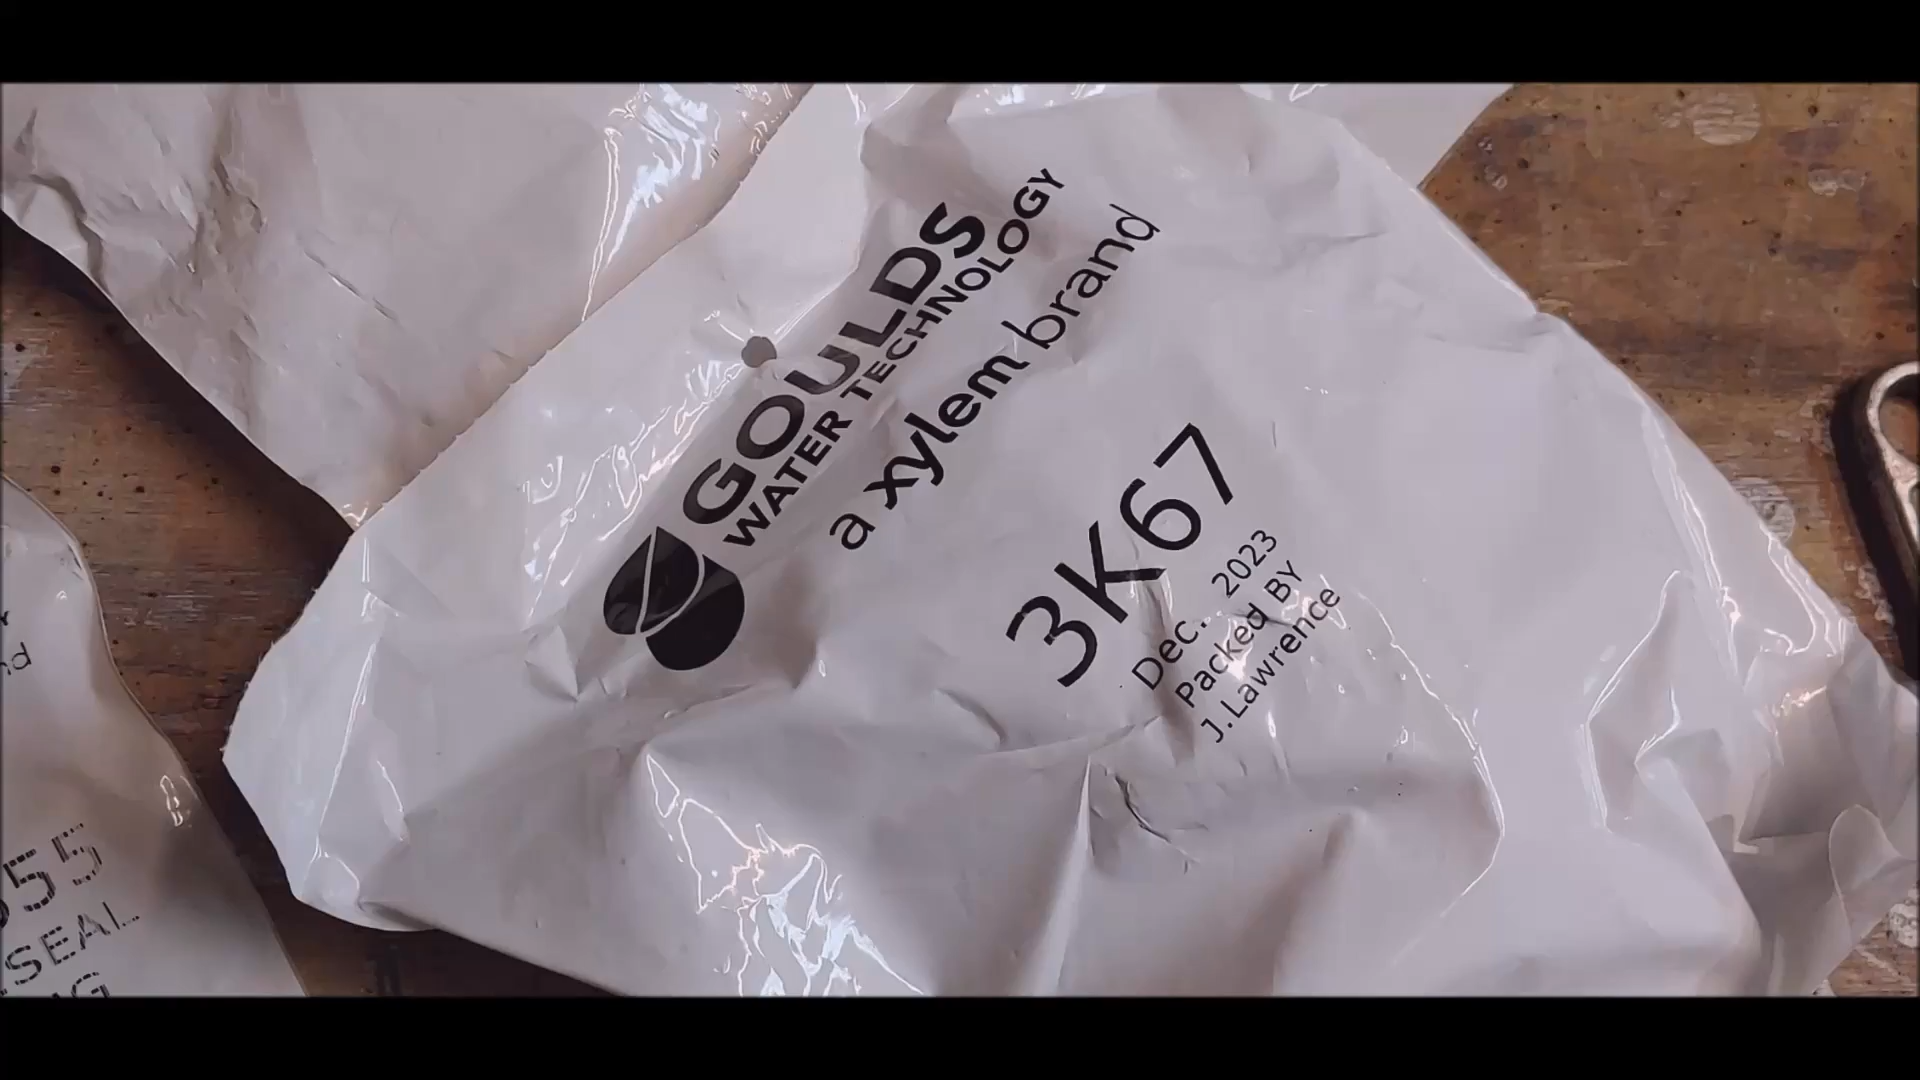 GOULDS
WATER TECHNOLOGY
a xylem brand
3K67
Dec. 2023
Packed BY
J.Lawrence
55
SEAL